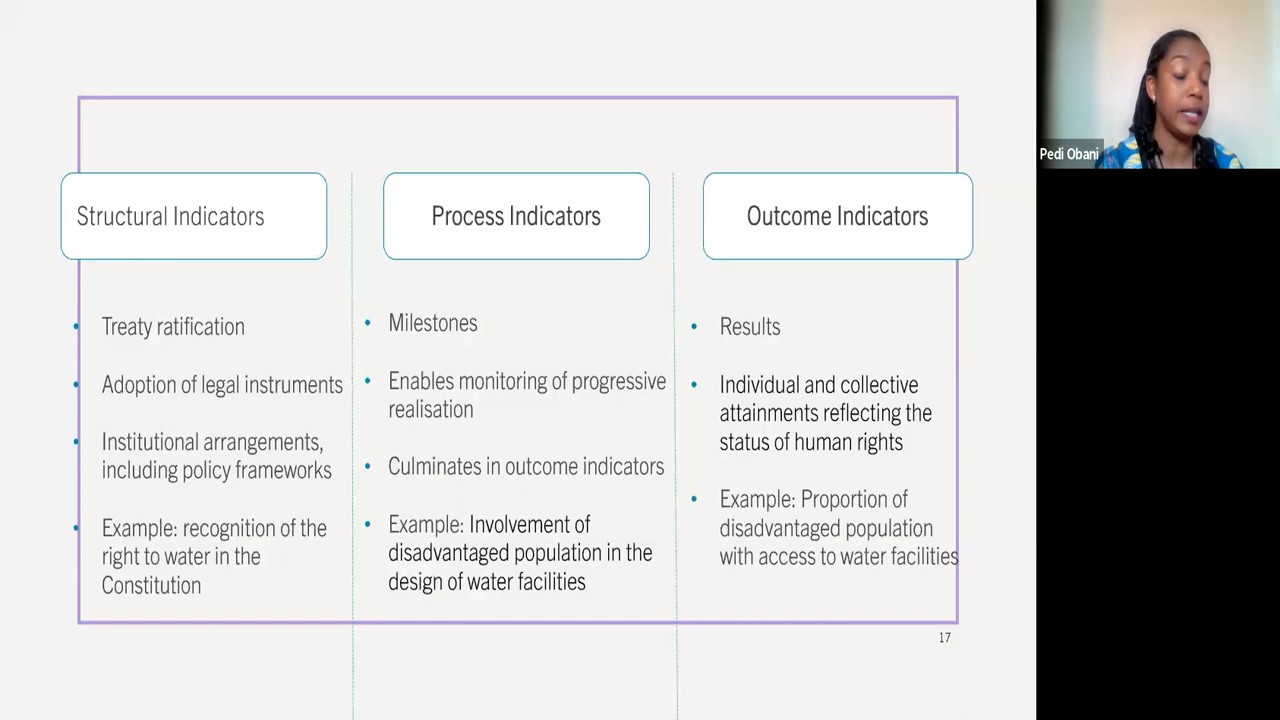 Structural Indicators
Treaty ratification
Adoption of legal instruments
Institutional arrangements,
including policy frameworks
Example: recognition of the
right to water in the
Constitution
Process Indicators
Milestones
Enables monitoring of progressive
realisation
Culminates in outcome indicators
Example: Involvement of
disadvantaged population in the
design of water facilities
Outcome Indicators
Results
Individual and collective
attainments reflecting the
status of human rights
Example: Proportion of
disadvantaged population
with access to water facilities
17
Pedi Obani